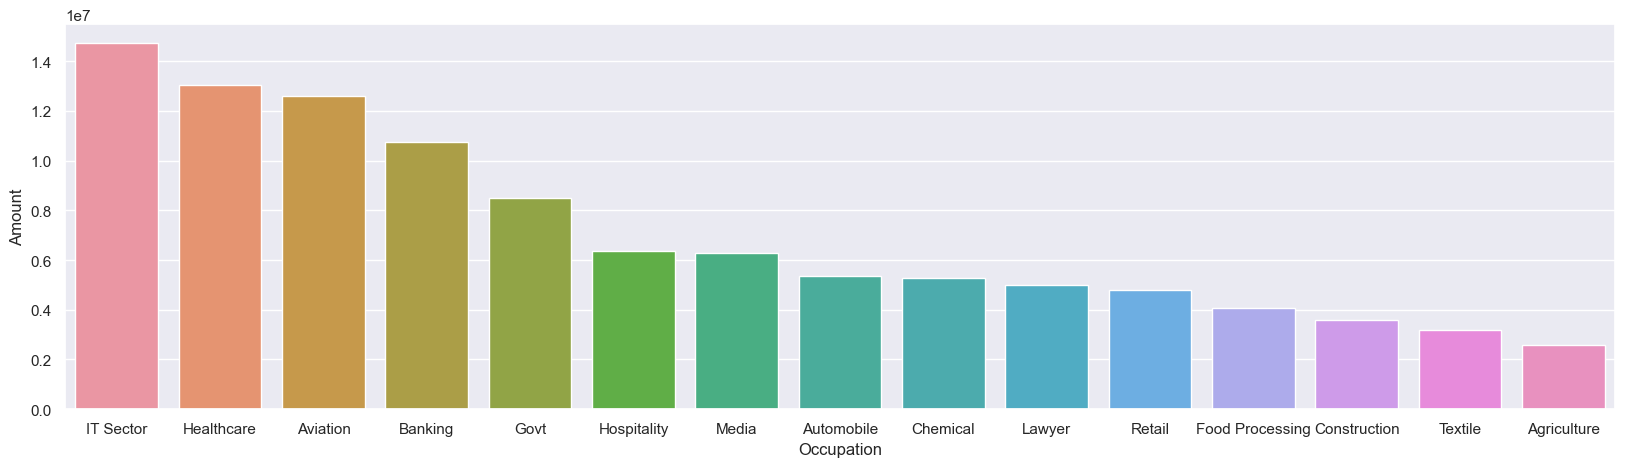 1e7
1.4
1.2
1.0
0.8
0.6
0.4
0.2
0.0
Amount
IT Sector Healthcare Aviation Banking Govt Hospitality Media Automobile Chemical Lawyer Retail Food Processing Construction Textile Agriculture
Occupation